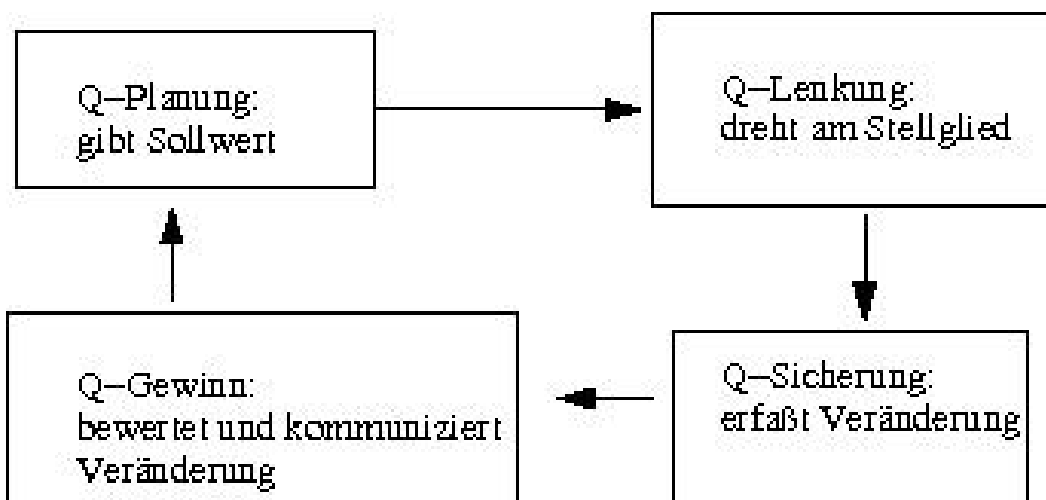 Q–Planung:
gibt Sollwert
Q–Lenkung:
dreht am Stellglied
Q–Sicherung:
erfaßt Veränderung
Q–Gewinn:
bewertet und kommuniziert
Veränderung